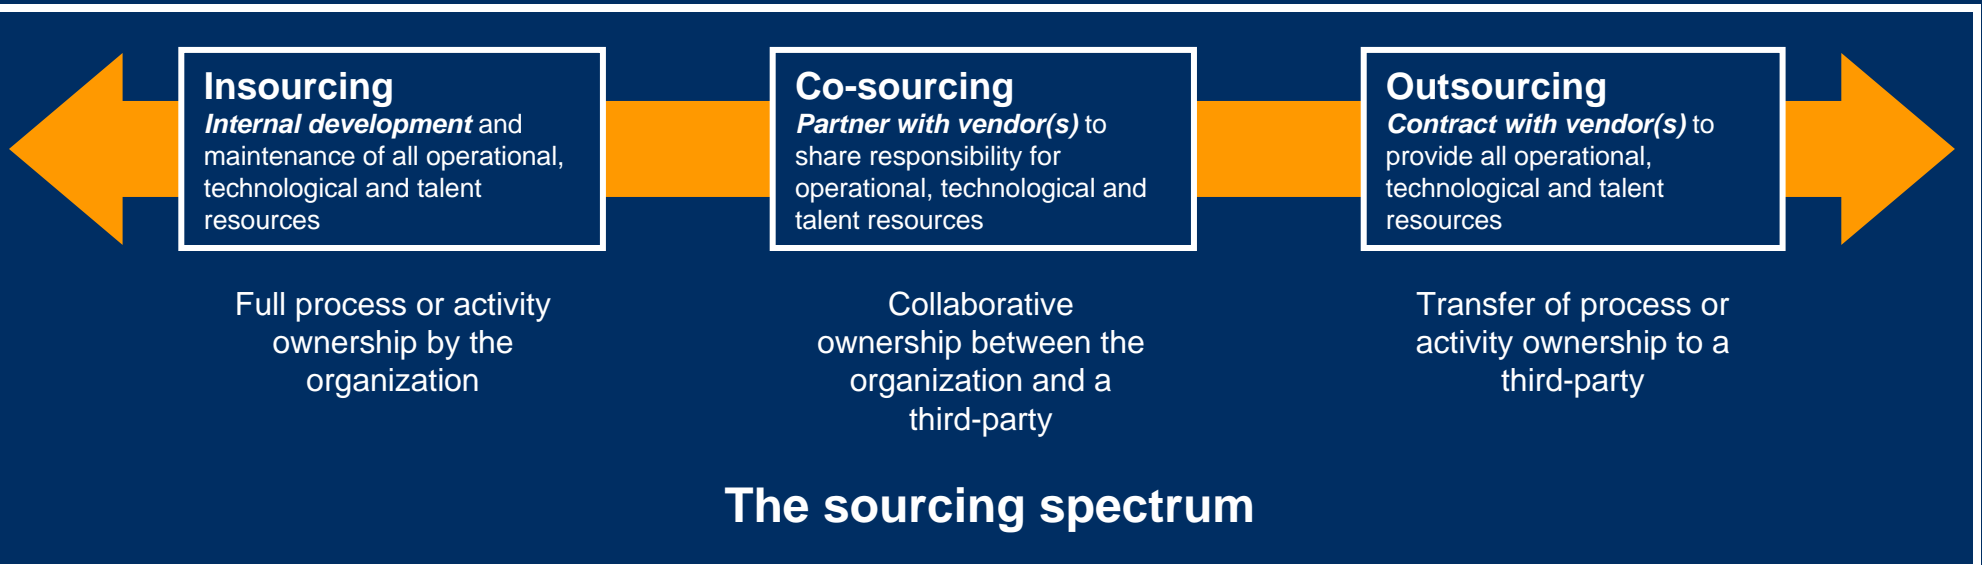 Insourcing
Internal development and
maintenance of all operational,
technological and talent
resources
Co-sourcing
Partner with vendor(s) to
share responsibility for
operational, technological and
talent resources
Outsourcing
Contract with vendor(s) to
provide all operational,
technological and talent
resources
Full process or activity
ownership by the
organization
Collaborative
ownership between the
organization and a
third-party
Transfer of process or
activity ownership to a
third-party
The sourcing spectrum